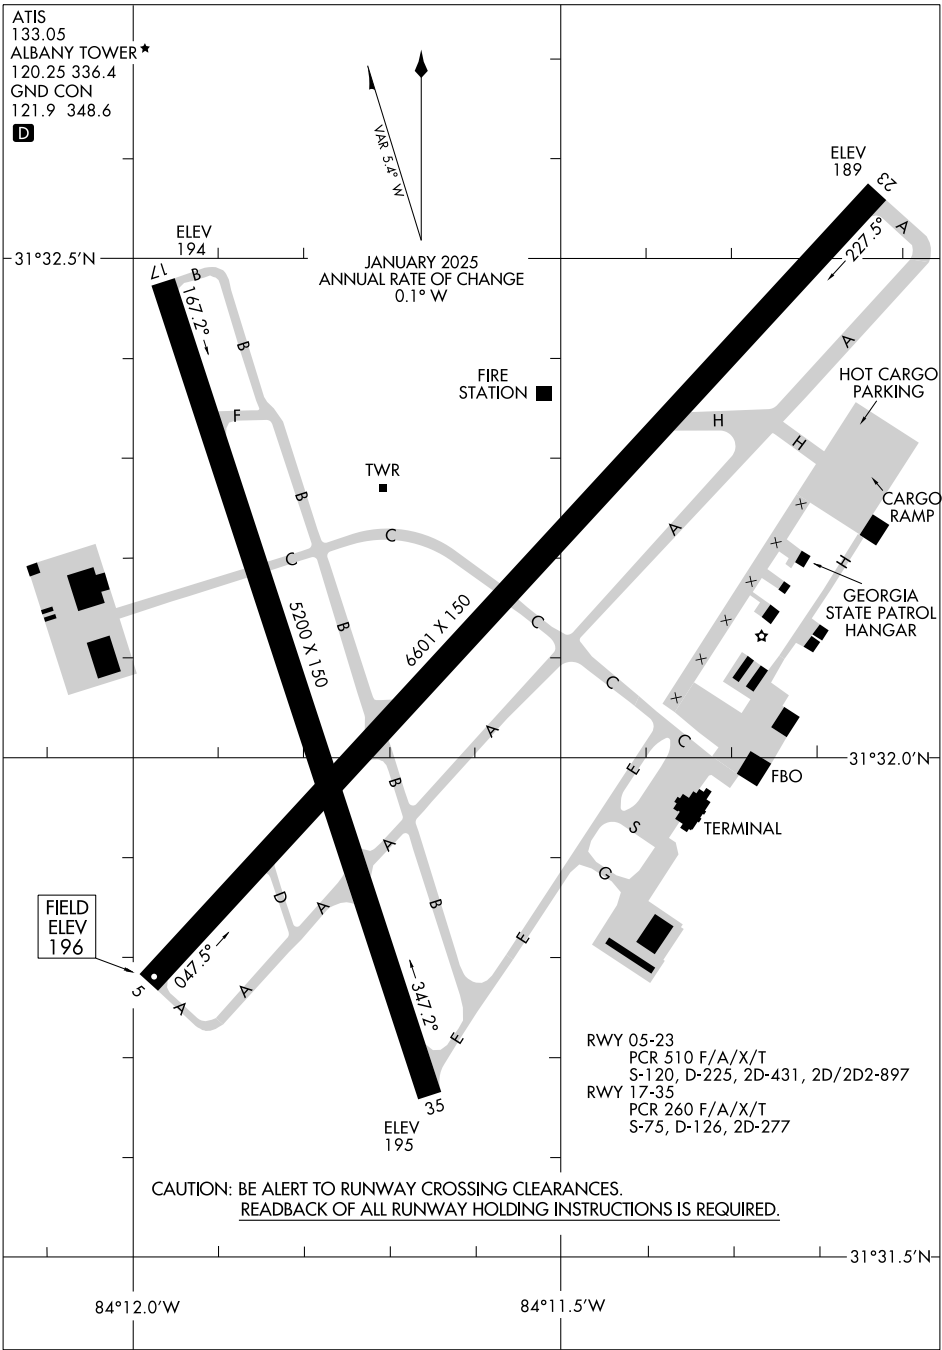 ATIS
133.05
ALBANY TOWER★
120.25 336.4
GND CON
121.9 348.6
D
VAR 5.4° W
JANUARY 2025
ANNUAL RATE OF CHANGE
0.1° W
ELEV
189
23
A
227.5°
ELEV
194
31°32.5'N
17
B
167.2°
B
A
FIRE
STATION
HOT CARGO
PARKING
F
H
H
TWR
B
CARGO
RAMP
X
A
C
X
C
H
X
GEORGIA
STATE PATROL
HANGAR
5200 X 150
6601 X 150
B
C
X
X
C
X
A
C
31°32.0'N
E
FBO
B
S
TERMINAL
A
G
D
A
B
FIELD
ELEV
196
E
047.5°
5
A
A
347.2°
E
35
ELEV
195
RWY 05-23
PCR 510 F/A/X/T
S-120, D-225, 2D-431, 2D/2D2-897
RWY 17-35
PCR 260 F/A/X/T
S-75, D-126, 2D-277
CAUTION: BE ALERT TO RUNWAY CROSSING CLEARANCES.
READBACK OF ALL RUNWAY HOLDING INSTRUCTIONS IS REQUIRED.
31°31.5'N
84°12.0'W
84°11.5'W